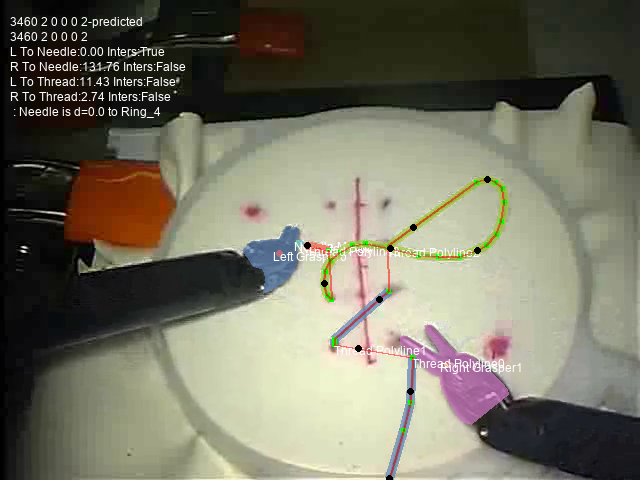 3460 2 0 0 0 2-predicted
3460 2 0 0 0 2
L To Needle:0.00 Inters:True
R To Needle:131.76 Inters:False
L To Thread:11.43 Inters:False
R To Thread:2.74 Inters:False
: Needle is d=0.0 to Ring_4
Thread Polyline
Left Grasper
Thread Polyline1
Thread Polyline0
Right Grasper1